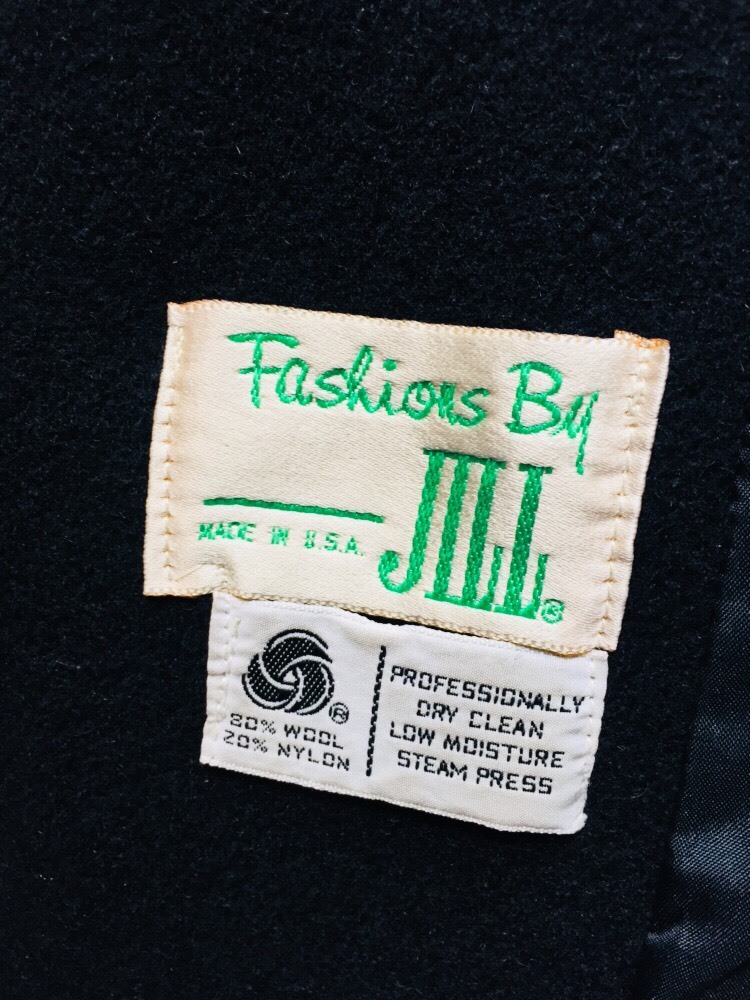 Fashions By
JILL®
MADE IN U.S.A.
®
80% WOOL
20% NYLON
PROFESSIONALLY
DRY CLEAN
LOW MOISTURE
STEAM PRESS